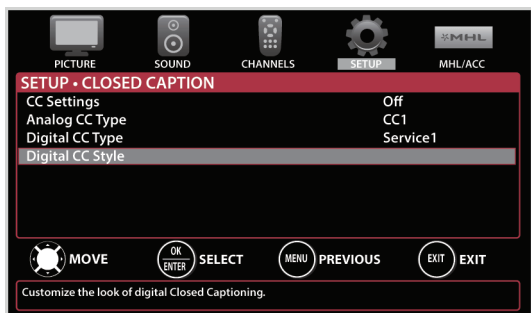 MHL
PICTURE SOUND CHANNELS SETUP MHL/ACC
SETUP • CLOSED CAPTION
CC Settings Off
Analog CC Type CC1
Digital CC Type Service1
Digital CC Style
MOVE OK ENTER SELECT MENU PREVIOUS EXIT EXIT
Customize the look of digital Closed Captioning.